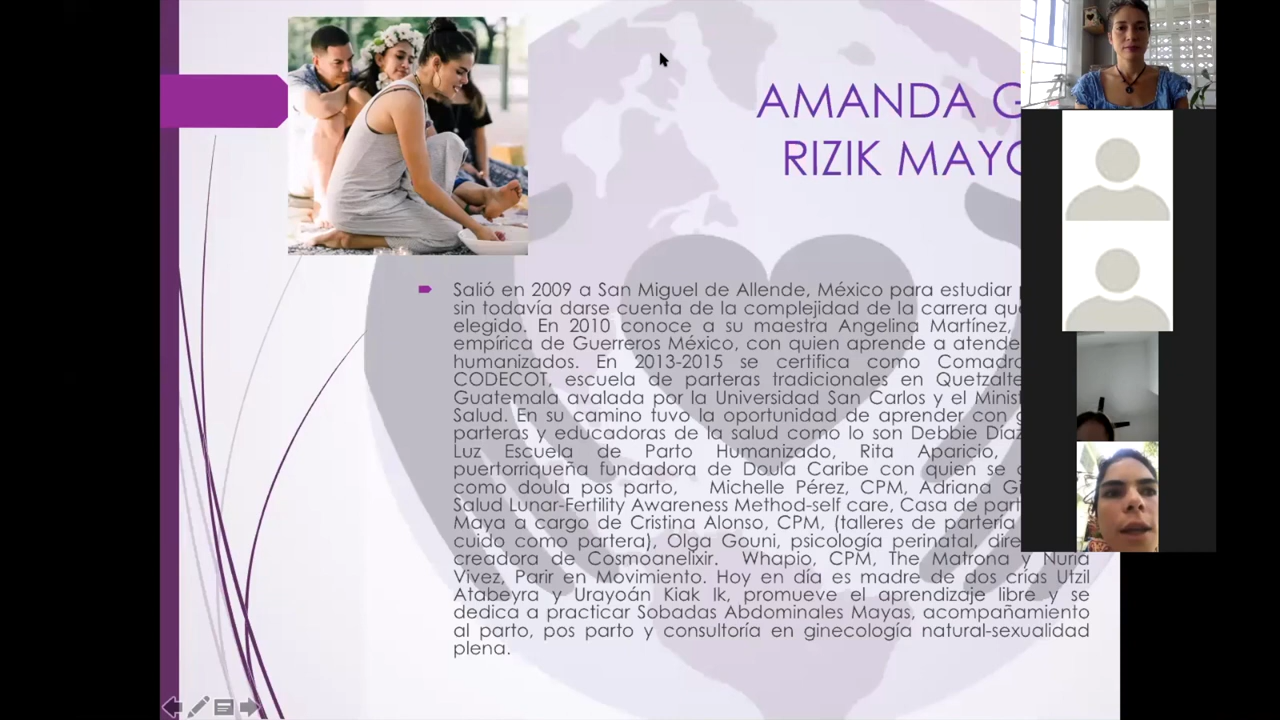 AMANDA G
RIZIK MAYO
Salió en 2009 a San Miguel de Allende, México para estudiar
sin todavía darse cuenta de la complejidad de la carrera que
elegido. En 2010 conoce a su maestra Angelina Martínez,
empírica de Guerreros México, con quien aprende a atende
humanizados. En 2013-2015 se certifica como Comadro
CODECOT, escuela de parteras tradicionales en Quetzalte
Guatemala avalada por la Universidad San Carlos y el Minist
Salud. En su camino tuvo la oportunidad de aprender con g
parteras y educadoras de la salud como lo son Debbie Díaz
Luz Escuela de Parto Humanizado, Rita Aparicio,
puertorriqueña fundadora de Doula Caribe con quien se c
como doula pos parto, Michelle Pérez, CPM, Adriana Gi
Salud Lunar-Fertility Awareness Method-self care, Casa de part
Maya a cargo de Cristina Alonso, CPM, (talleres de partería
cuido como partera), Olga Gouni, psicología perinatal, dire
creadora de Cosmoanelixir. Whapio, CPM, The Matrona y Nuria
Vivez, Parir en Movimiento. Hoy en día es madre de dos crías Utzil
Atabeyra y Urayoán Kiak Ik, promueve el aprendizaje libre y se
dedica a practicar Sobadas Abdominales Mayas, acompañamiento
al parto, pos parto y consultoría en ginecología natural-sexualidad
plena.